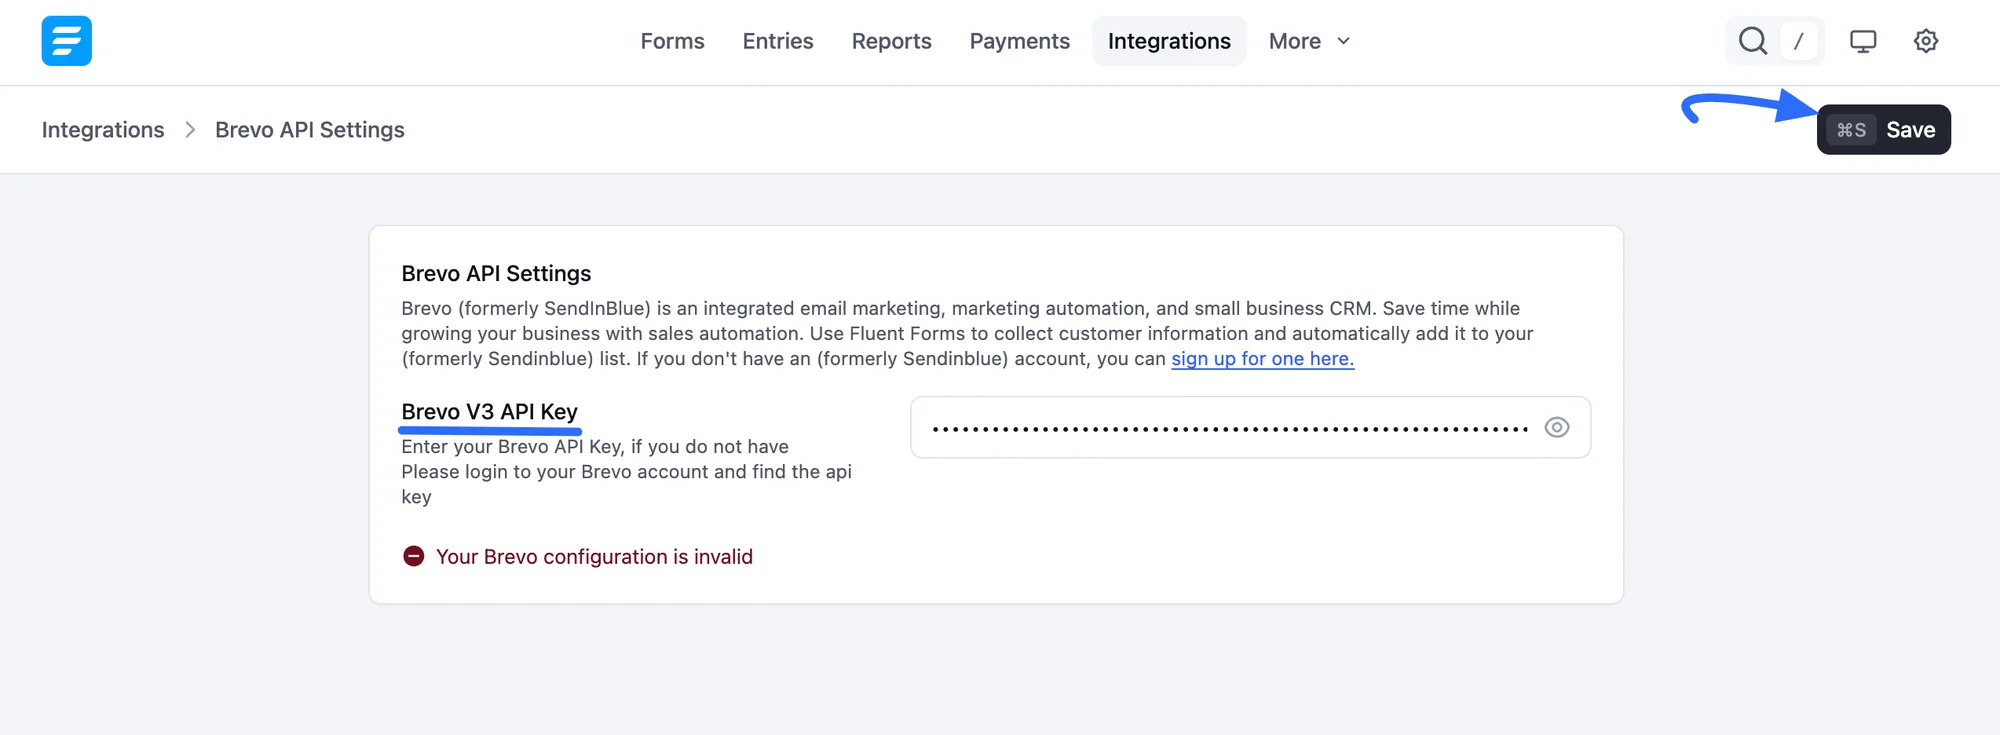 Forms Entries Reports Payments Integrations More /
Integrations > Brevo API Settings ⌘S Save
Brevo API Settings
Brevo (formerly SendInBlue) is an integrated email marketing, marketing automation, and small business CRM. Save time while
growing your business with sales automation. Use Fluent Forms to collect customer information and automatically add it to your
(formerly Sendinblue) list. If you don't have an (formerly Sendinblue) account, you can sign up for one here.
Brevo V3 API Key
Enter your Brevo API Key, if you do not have
Please login to your Brevo account and find the api
key
Your Brevo configuration is invalid